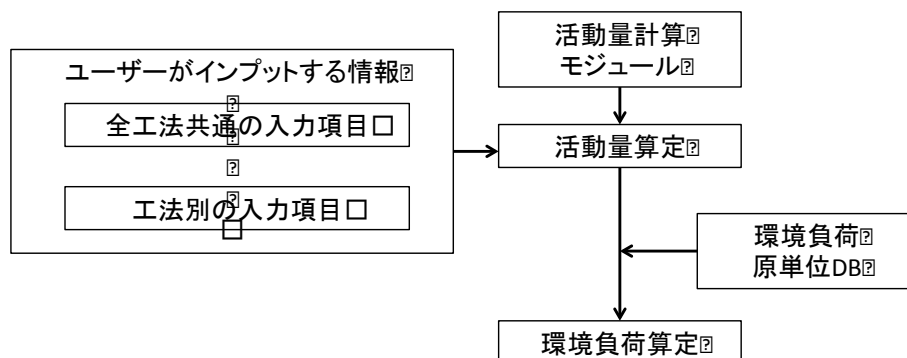 ユーザーがインプットする情報
全工法共通の入力項目
工法別の入力項目
活動量計算
モジュール
活動量算定
環境負荷
原単位DB
環境負荷算定